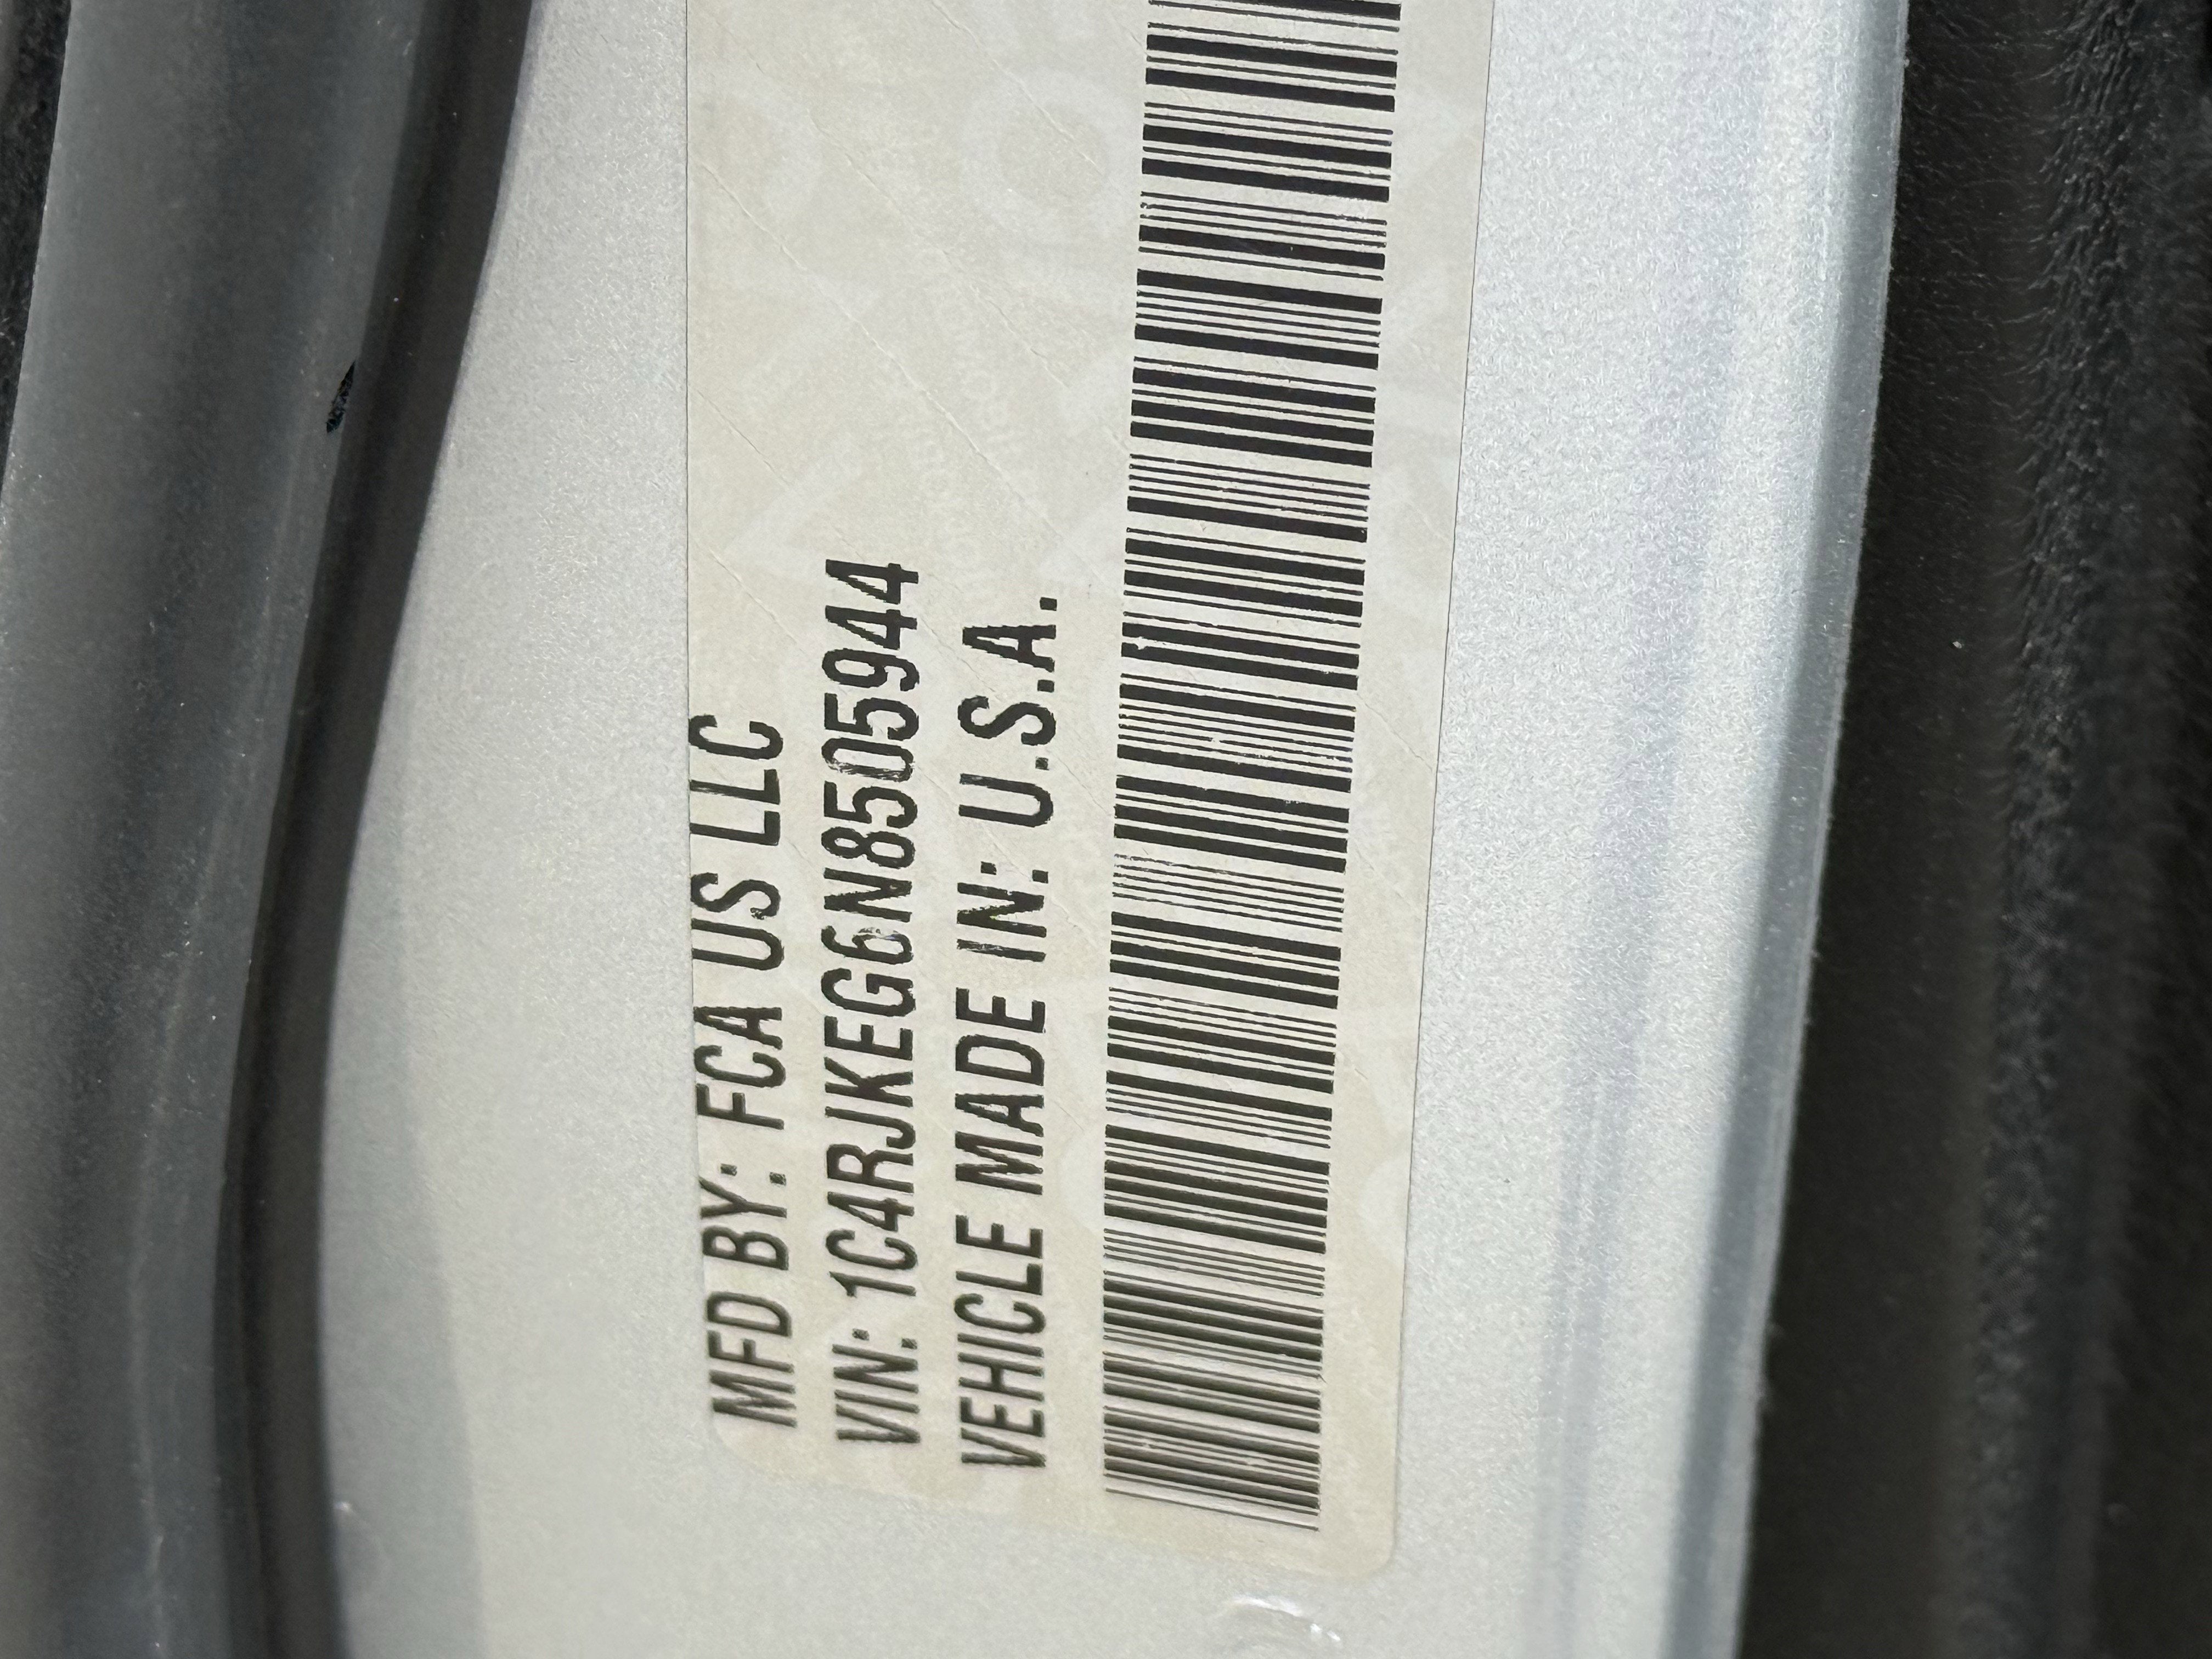 MFD BY: FCA US LLC
VIN: 1C4RJKEG6N8505944
VEHICLE MADE IN: U.S.A.